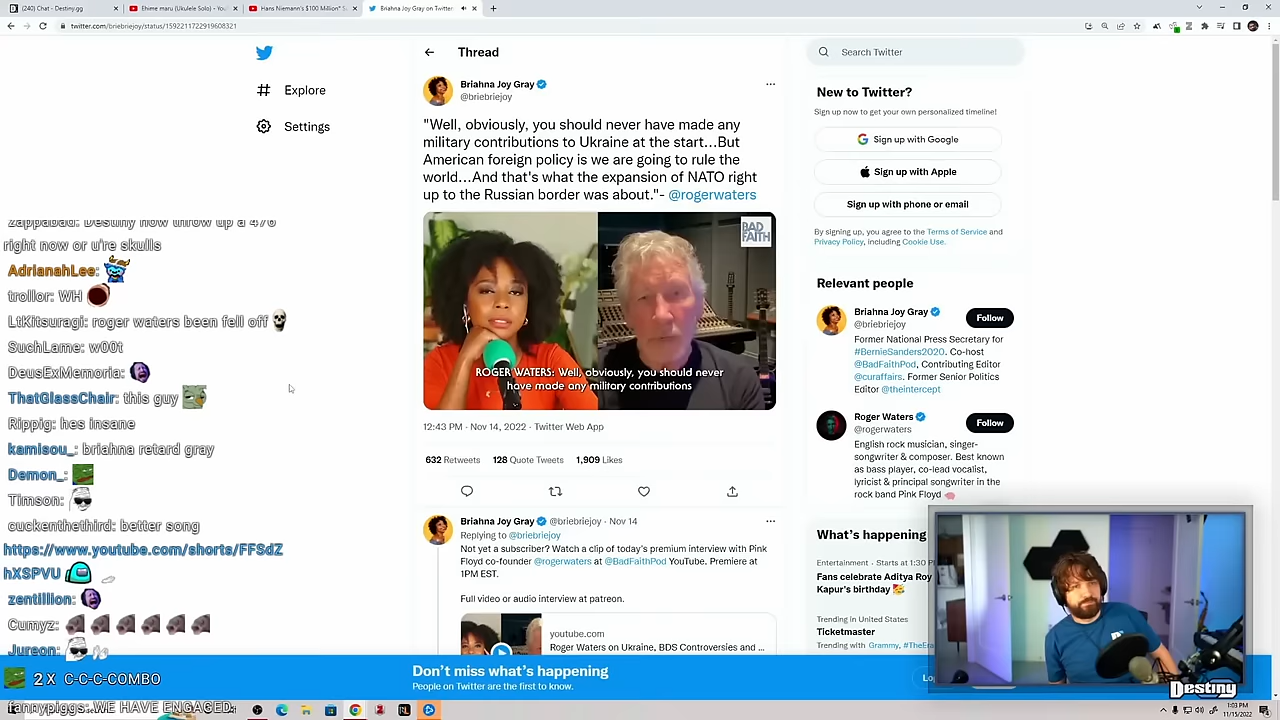 (240) Chat - Destiny.gg
Ehime maru (Ukulele Solo) - You
Hans Niemann's $100 Million* S
Briahna Joy Gray on Twitter
twitter.com/briebriejoy/status/1592211722919608321
Explore
Settings
Thread
Briahna Joy Gray
@briebriejoy
"Well, obviously, you should never have made any
military contributions to Ukraine at the start...But
American foreign policy is we are going to rule the
world...And that's what the expansion of NATO right
up to the Russian border was about."- @rogerwaters
BAD
FAITH
ROGER WATERS: Well, obviously, you should never
have made any military contributions
12:43 PM · Nov 14, 2022 · Twitter Web App
632 Retweets 128 Quote Tweets 1,909 Likes
Briahna Joy Gray @briebriejoy · Nov 14
Replying to @briebriejoy
Not yet a subscriber? Watch a clip of today's premium interview with Pink
Floyd co-founder @rogerwaters at @BadFaithPod YouTube. Premiere at
1PM EST.
Full video or audio interview at patreon.
youtube.com
Roger Waters on Ukraine, BDS Controversies and ...
Search Twitter
New to Twitter?
Sign up now to get your own personalized timeline!
Sign up with Google
Sign up with Apple
Sign up with phone or email
By signing up, you agree to the Terms of Service and
Privacy Policy, including Cookie Use.
Relevant people
Briahna Joy Gray
@briebriejoy
Follow
Former National Press Secretary for
#BernieSanders2020. Co-host
@BadFaithPod, Contributing Editor
@curaffairs. Former Senior Politics
Editor @theintercept
Roger Waters
@rogerwaters
Follow
English rock musician, singer-
songwriter & composer. Best known
as bass player, co-lead vocalist,
lyricist & principal songwriter in the
rock band Pink Floyd
What's happening
Entertainment · Starts at 1:30 P
Fans celebrate Aditya Roy
Kapur's birthday
Trending in United States
Ticketmaster
Trending with Grammy, #TheEra
zappabad: Destiny now throw up a 476
right now or u're skulls
AdrianahLee:
trollor: WH
LtKitsuragi: roger waters been fell off
SuchLame: w00t
DeusExMemoria:
ThatGlassChair: this guy
Rippig: hes insane
kamisou_: briahna retard gray
Demon_:
Timson:
cuckenthethird: better song
https://www.youtube.com/shorts/FFSdZ
hXSPVU
zentillion:
Cumyz:
Jureon:
2 X C-C-C-COMBO
fannypiggs: WE HAVE ENGAGED.
Don't miss what's happening
People on Twitter are the first to know.
Lo
Destiny
1:03 PM
11/15/2022